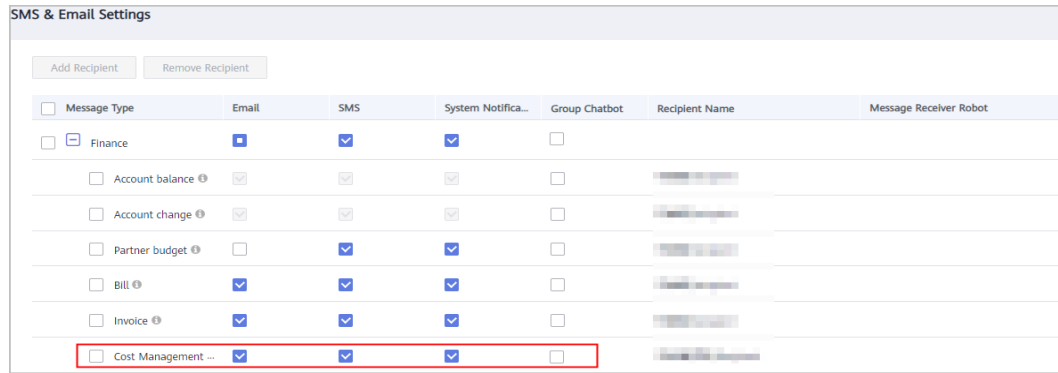 SMS & Email Settings
Add Recipient Remove Recipient
Message Type Email SMS System Notifica... Group Chatbot Recipient Name Message Receiver Robot
Finance
Account balance
Account change
Partner budget
Bill
Invoice
Cost Management ...